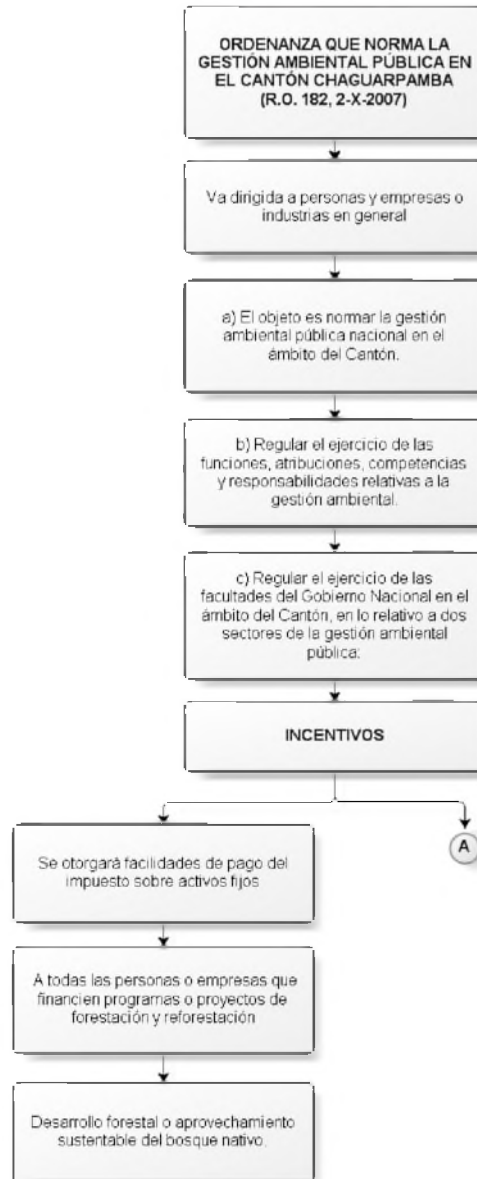 ORDENANZA QUE NORMA LA
GESTIÓN AMBIENTAL PÚBLICA EN
EL CANTÓN CHAGUARPAMBA
(R.O. 182, 2-X-2007)
Va dirigida a personas y empresas o
industrias en general
a) El objeto es normar la gestión
ambiental pública nacional en el
ámbito del Cantón.
b) Regular el ejercicio de las
funciones, atribuciones, competencias
y responsabilidades relativas a la
gestión ambiental.
c) Regular el ejercicio de las
facultades del Gobierno Nacional en el
ámbito del Cantón, en lo relativo a dos
sectores de la gestión ambiental
pública:
INCENTIVOS
A
Se otorgará facilidades de pago del
impuesto sobre activos fijos
A todas las personas o empresas que
financien programas o proyectos de
forestación y reforestación
Desarrollo forestal o aprovechamiento
sustentable del bosque nativo.